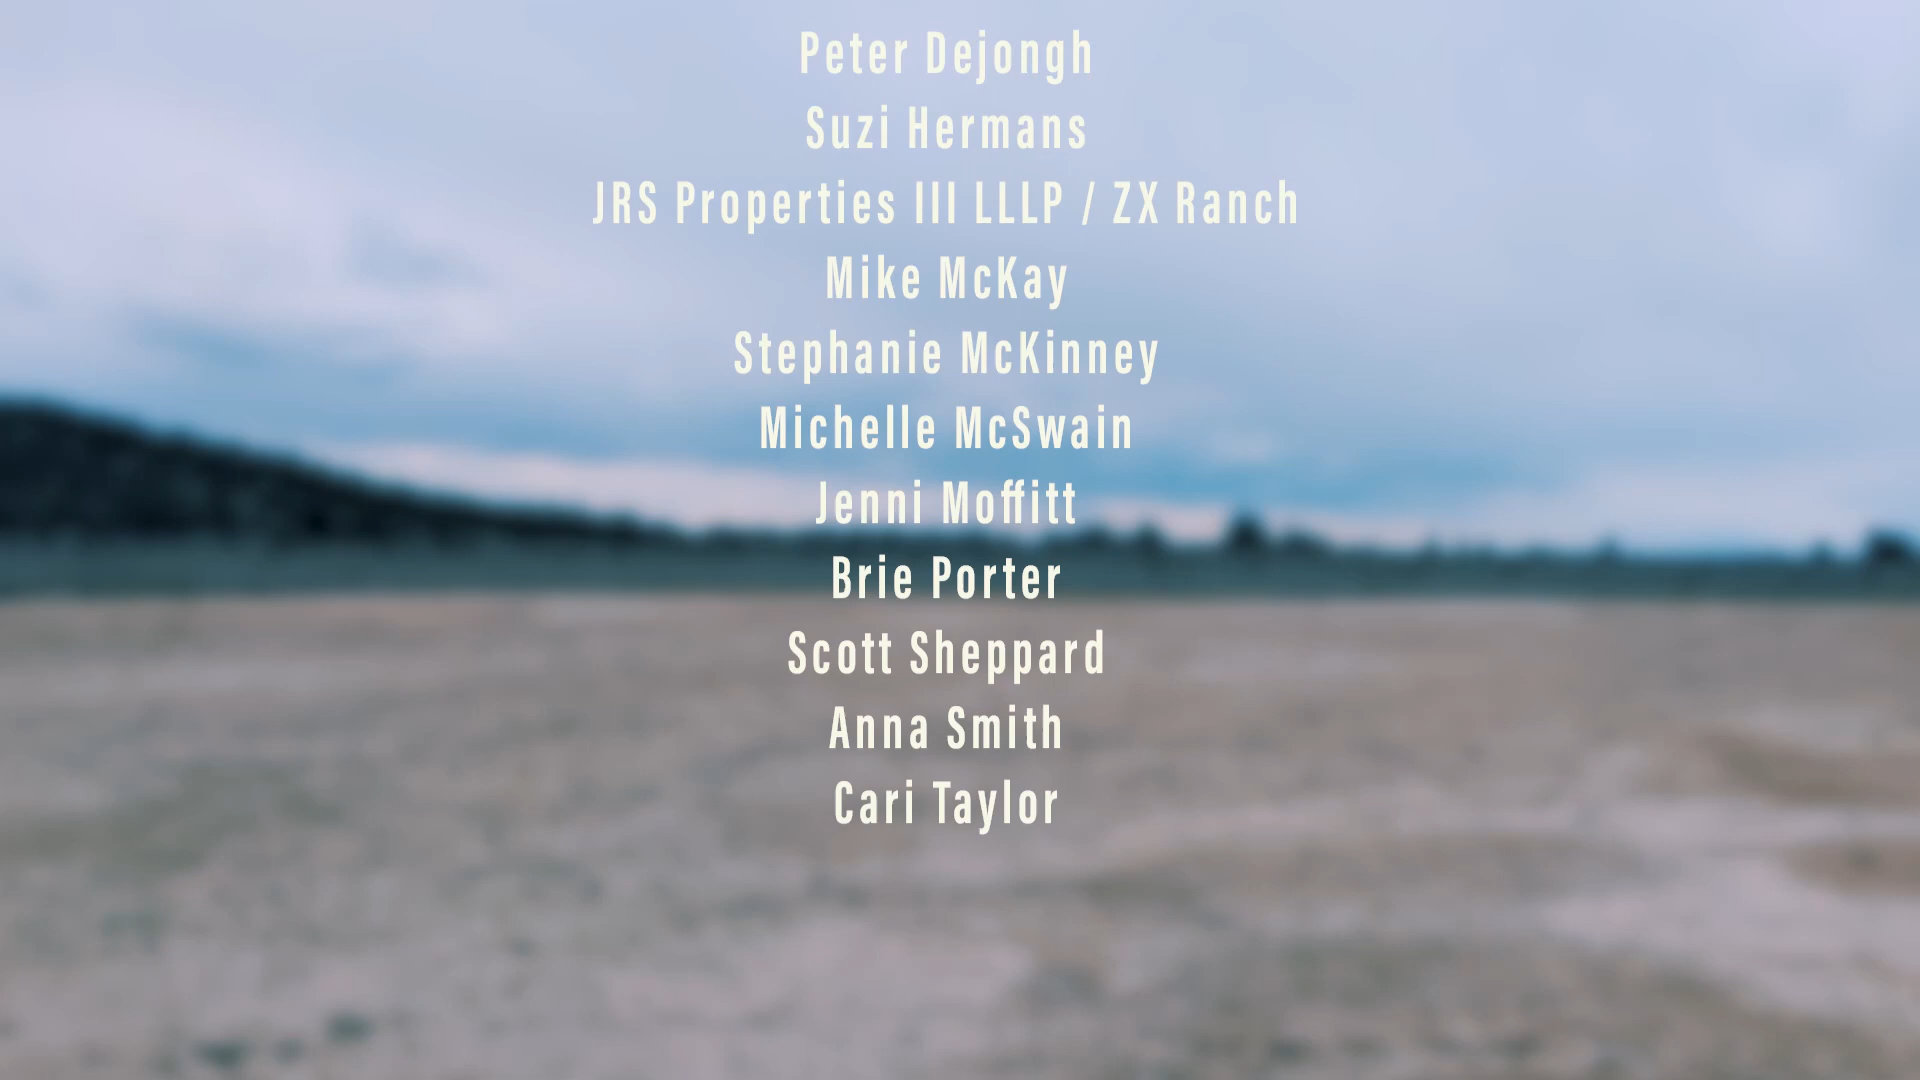 Peter Dejongh
Suzi Hermans
JRS Properties III LLLP / ZX Ranch
Mike McKay
Stephanie McKinney
Michelle McSwain
Jenni Moffitt
Brie Porter
Scott Sheppard
Anna Smith
Cari Taylor